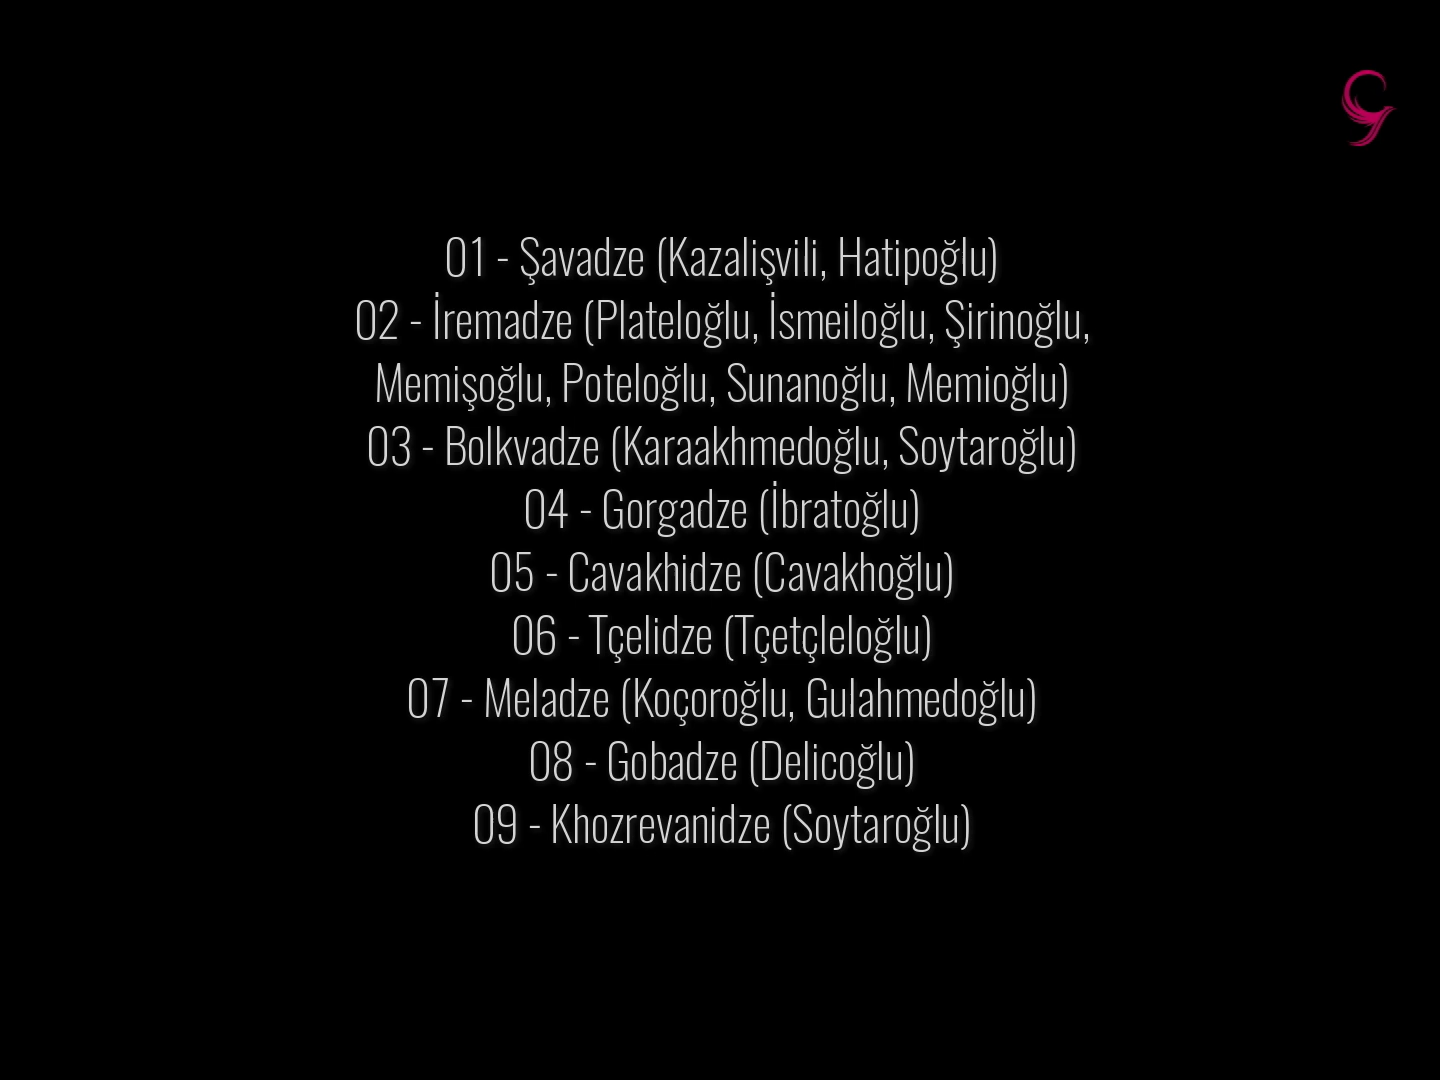 01 - Şavadze (Kazalişvili, Hatipoğlu)
02 - İremadze (Plateloğlu, İsmeiloğlu, Şirinoğlu,
Memişoğlu, Poteloğlu, Sunanoğlu, Memioğlu)
03 - Bolkvadze (Karaakhmedoğlu, Soytaroğlu)
04 - Gorgadze (İbratoğlu)
05 - Cavakhidze (Cavakhoğlu)
06 - Tçelidze (Tçetçleloğlu)
07 - Meladze (Koçoroğlu, Gulahmedoğlu)
08 - Gobadze (Delicoğlu)
09 - Khozrevanidze (Soytaroğlu)